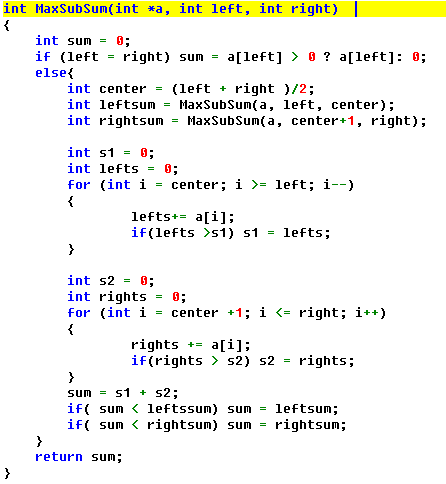 int MaxSubSum(int *a, int left, int right)
{
    int sum = 0;
    if (left = right) sum = a[left] > 0 ? a[left]: 0;
    else{
        int center = (left + right )/2;
        int leftsum = MaxSubSum(a, left, center);
        int rightsum = MaxSubSum(a, center+1, right);

        int s1 = 0;
        int lefts = 0;
        for (int i = center; i >= left; i--)
        {
                lefts+= a[i];
                if(lefts >s1) s1 = lefts;
        }

        int s2 = 0;
        int rights = 0;
        for (int i = center +1; i <= right; i++)
        {
                rights += a[i];
                if(rights > s2) s2 = rights;
        }
        sum = s1 + s2;
        if( sum < leftssum) sum = leftsum;
        if( sum < rightsum) sum = rightsum;
    }
    return sum;
}